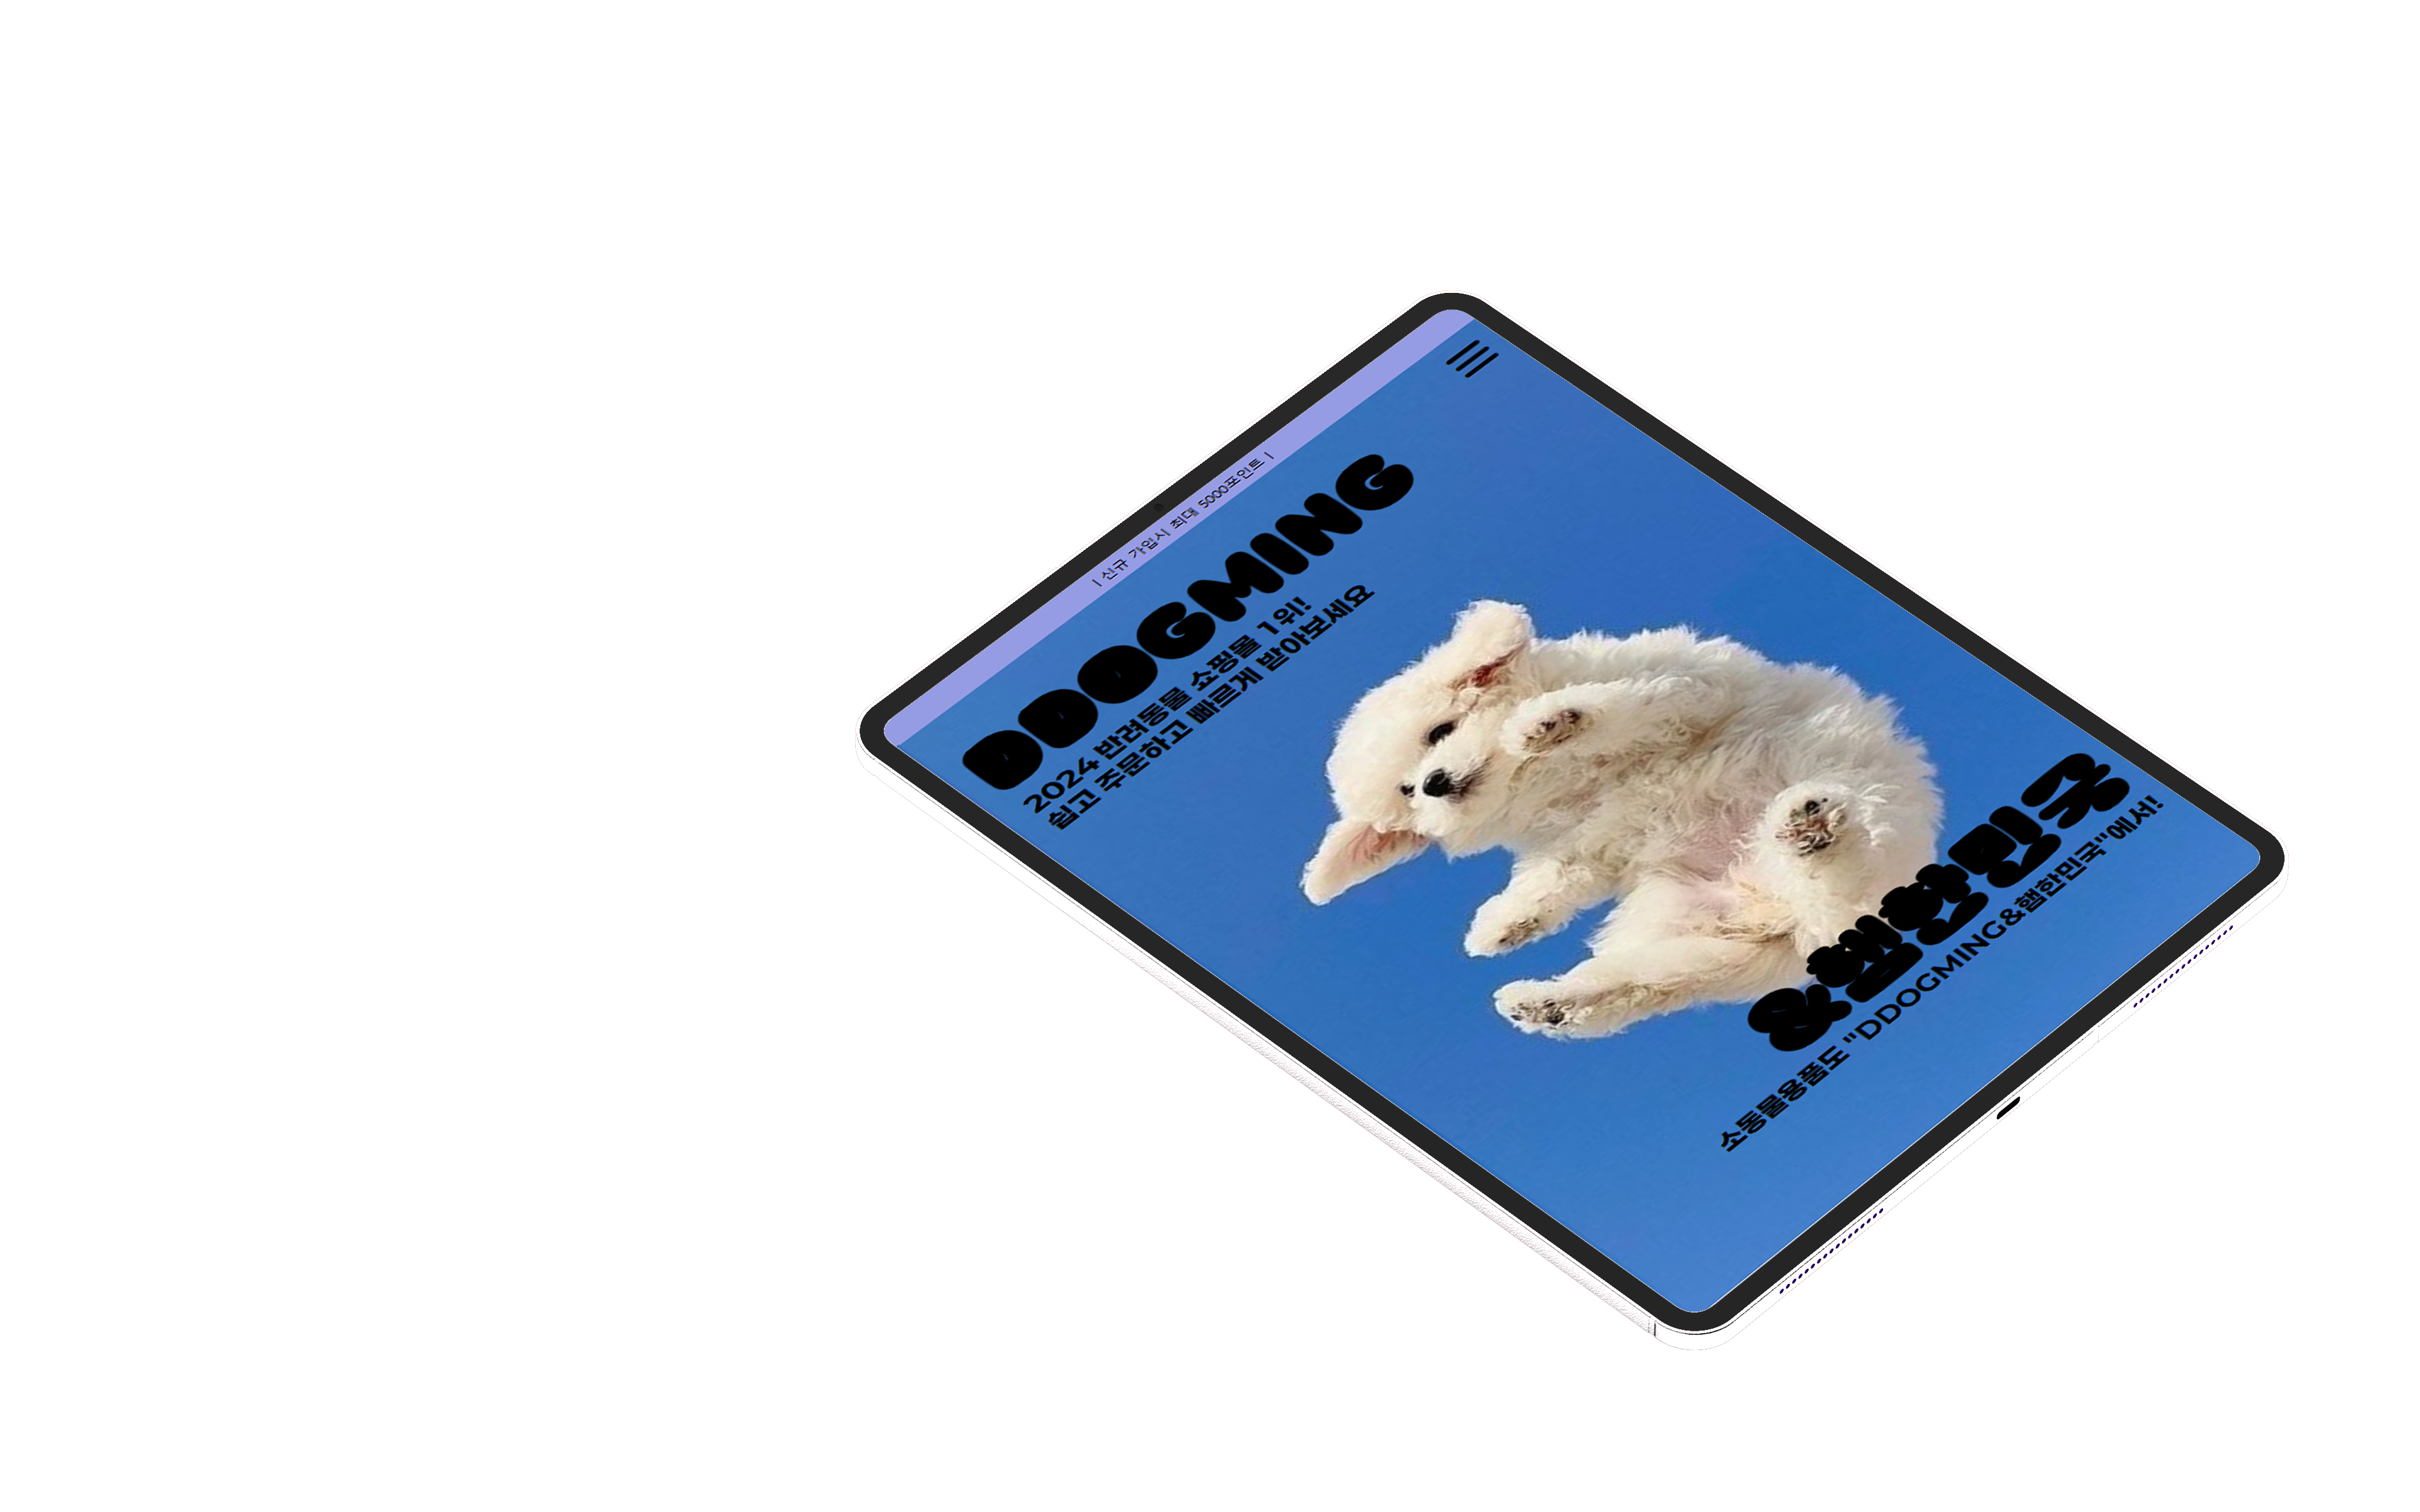 | 신규 가입시 최대 5000포인트 |
DDOGMING
2024 반려동물 쇼핑몰 1위!
쉽고 주문하고 빠르게 받아보세요
&햄한민국
소동물용품도 "DDOGMING&햄한민국"에서!